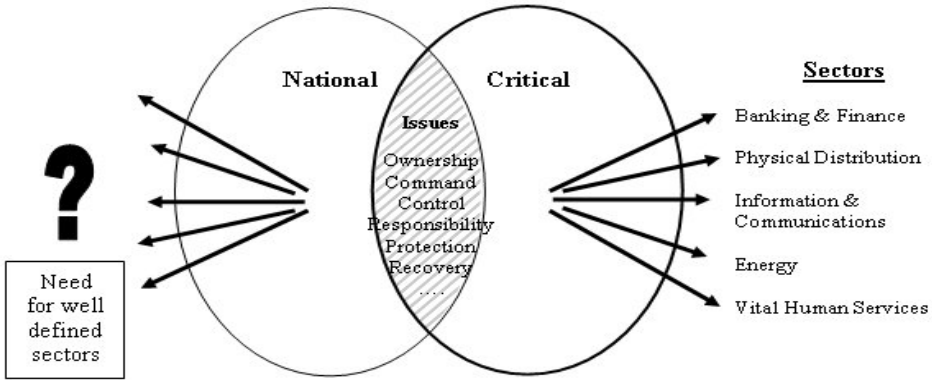 National
Critical
Issues
Ownership
Command
Control
Responsibility
Protection
Recovery
....
?
Need
for well
defined
sectors
Sectors
Banking & Finance
Physical Distribution
Information &
Communications
Energy
Vital Human Services